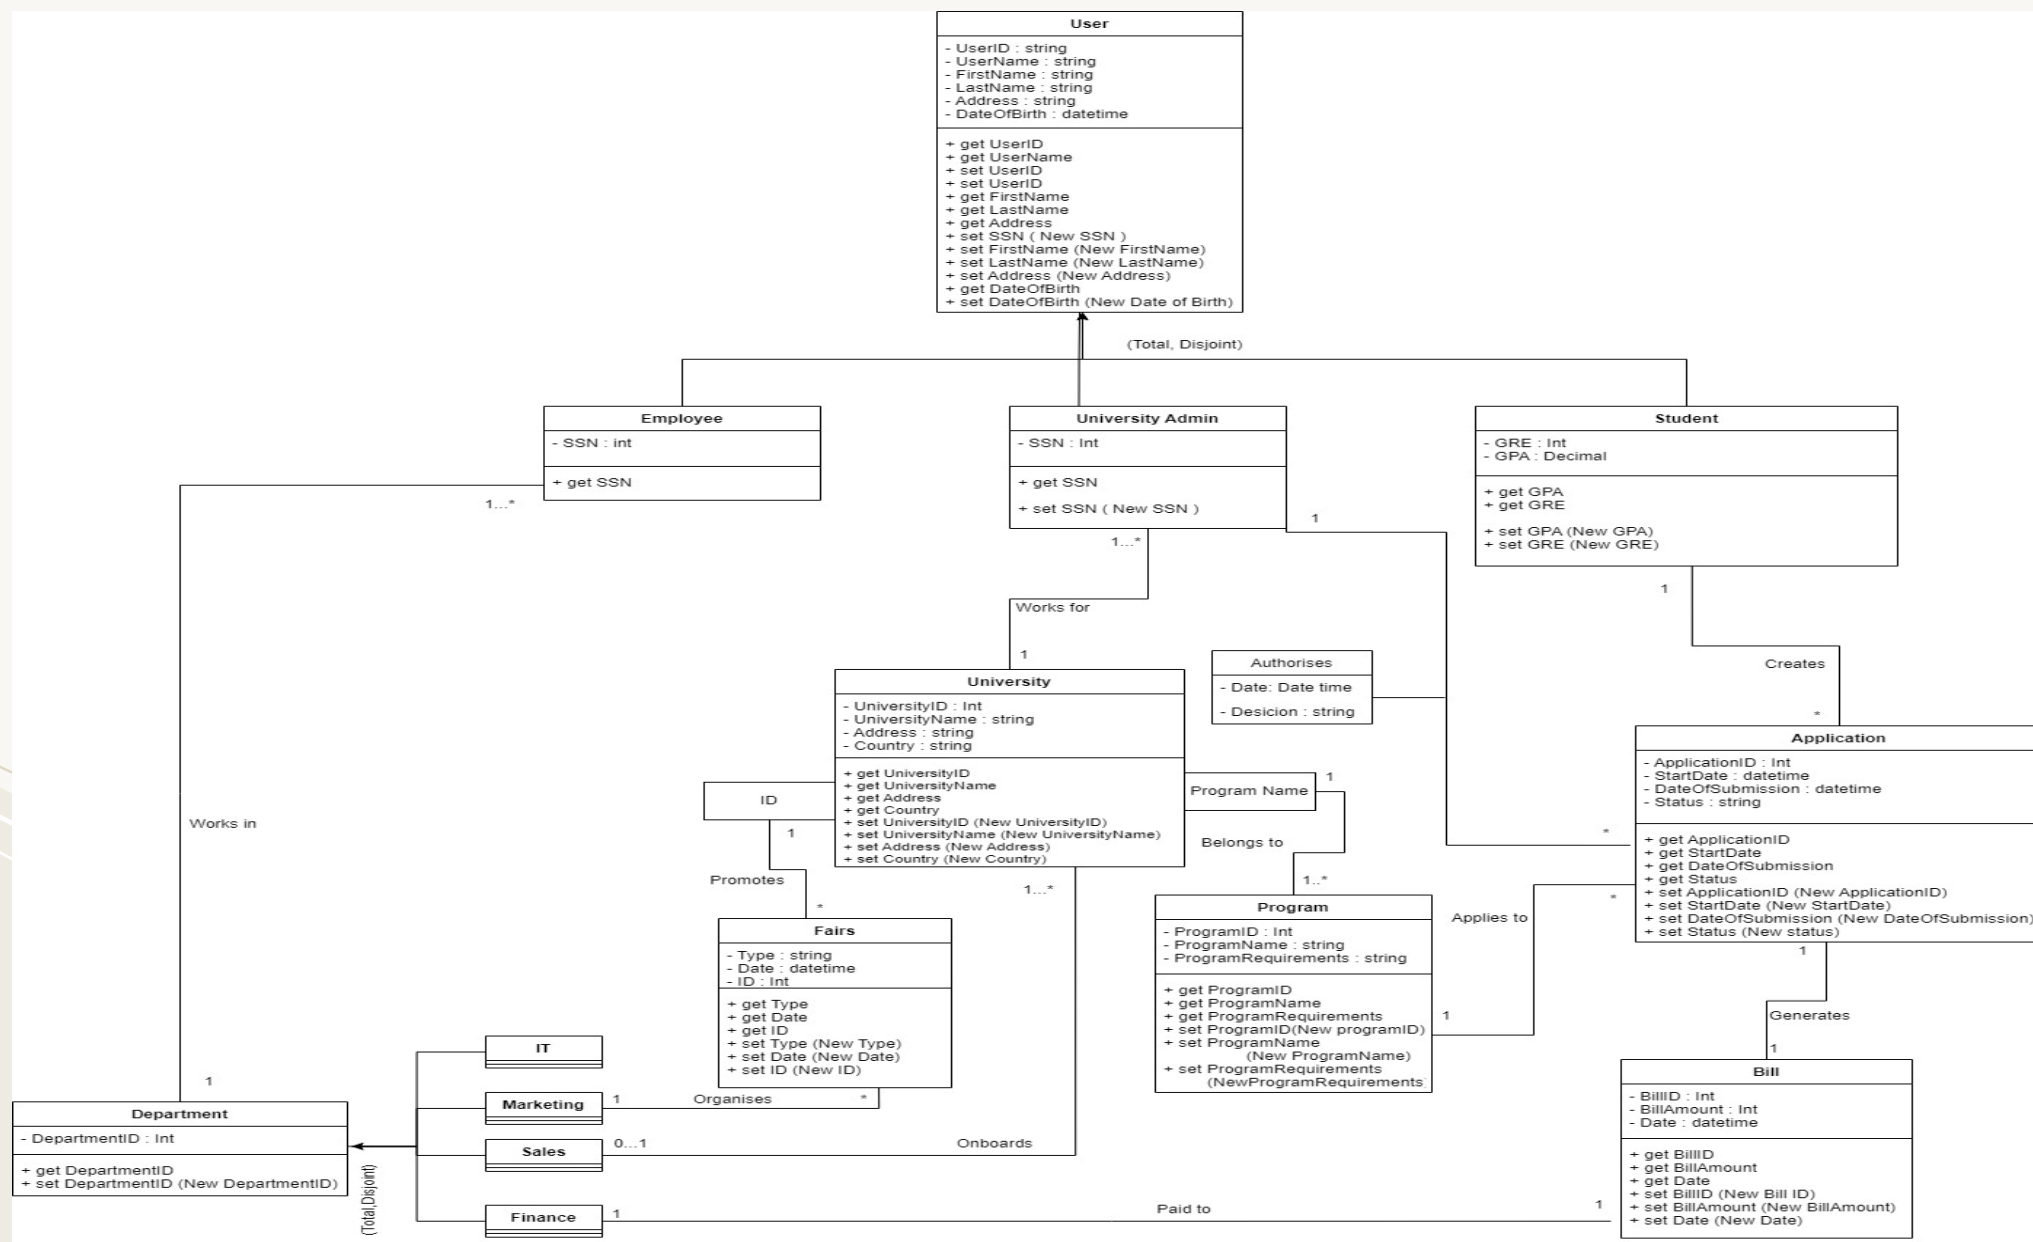 User
- UserID : string
- UserName : string
- FirstName : string
- LastName : string
- Address : string
- DateOfBirth : datetime
+ get UserID
+ get UserName
+ set UserID
+ set UserID
+ get FirstName
+ get LastName
+ get Address
+ set SSN ( New SSN )
+ set FirstName (New FirstName)
+ set LastName (New LastName)
+ set Address (New Address)
+ get DateOfBirth
+ set DateOfBirth (New Date of Birth)
(Total, Disjoint)
Employee
- SSN : int
+ get SSN
1...*
University Admin
- SSN : Int
+ get SSN
+ set SSN ( New SSN )
1...*
1
Student
- GRE : Int
- GPA : Decimal
+ get GPA
+ get GRE
+ set GPA (New GPA)
+ set GRE (New GRE)
1
Works for
1
Authorises
- Date: Date time
- Desicion : string
Creates
*
University
- UniversityID : Int
- UniversityName : string
- Address : string
- Country : string
+ get UniversityID
+ get UniversityName
+ get Address
+ get Country
+ set UniversityID (New UniversityID)
+ set UniversityName (New UniversityName)
+ set Address (New Address)
+ set Country (New Country)
1...*
Application
- ApplicationID : Int
- StartDate : datetime
- DateOfSubmission : datetime
- Status : string
+ get ApplicationID
+ get StartDate
+ get DateOfSubmission
+ get Status
+ set ApplicationID (New ApplicationID)
+ set StartDate (New StartDate)
+ set DateOfSubmission (New DateOfSubmission)
+ set Status (New status)
*
*
1
ID
1
Promotes
*
Program Name
1
Belongs to
1..*
Works in
1
Fairs
- Type : string
- Date : datetime
- ID : Int
+ get Type
+ get Date
+ get ID
+ set Type (New Type)
+ set Date (New Date)
+ set ID (New ID)
*
Program
- ProgramID : Int
- ProgramName : string
- ProgramRequirements : string
+ get ProgramID
+ get ProgramName
+ get ProgramRequirements
+ set ProgramID(New programID)
+ set ProgramName
(New ProgramName)
+ set ProgramRequirements
(NewProgramRequirements
1
Applies to
Generates
1
Department
- DepartmentID : Int
+ get DepartmentID
+ set DepartmentID (New DepartmentID)
(Total,Disjoint)
IT
Marketing
1
Organises
Sales
0...1
Onboards
Finance
1
Paid to
1
Bill
- BillID : Int
- BillAmount : Int
- Date : datetime
+ get BillID
+ get BillAmount
+ get Date
+ set BillID (New Bill ID)
+ set BillAmount (New BillAmount)
+ set Date (New Date)